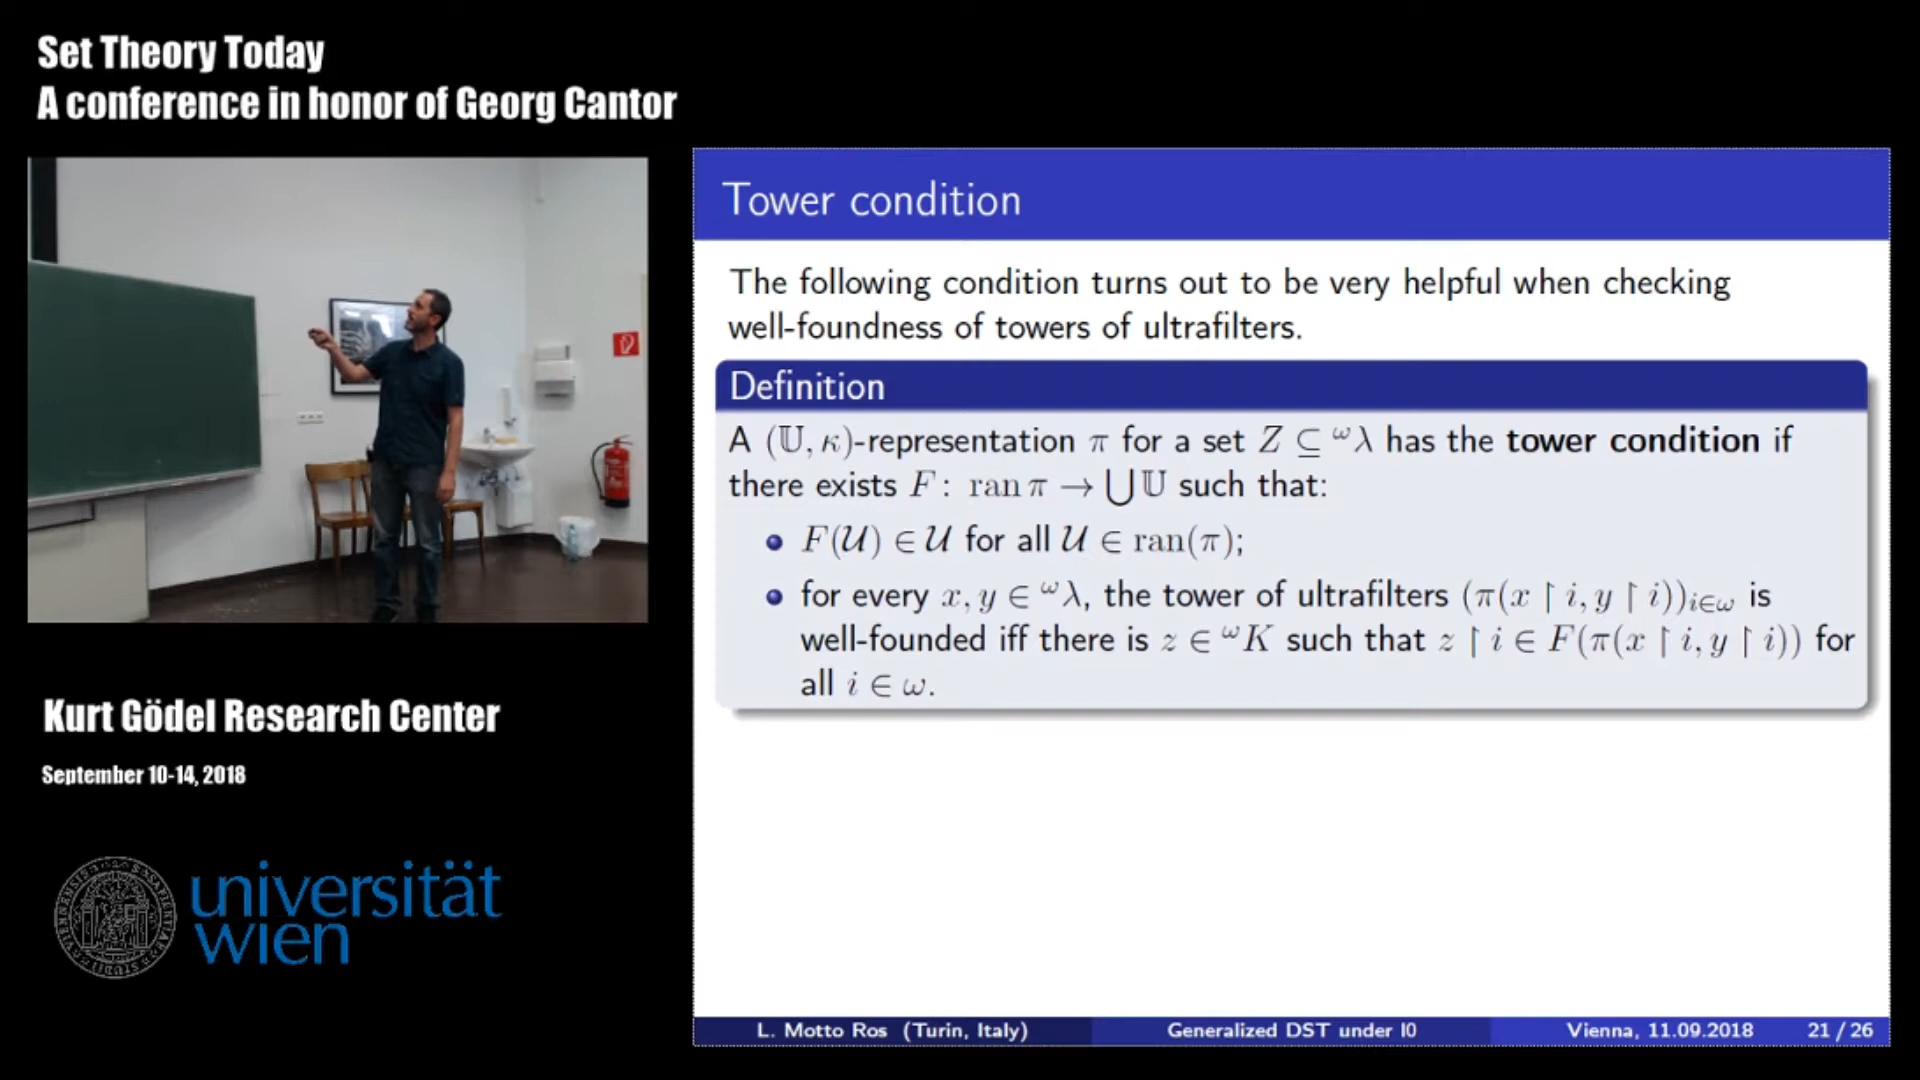 Set Theory Today
A conference in honor of Georg Cantor
Tower condition
The following condition turns out to be very helpful when checking
well-foundness of towers of ultrafilters.
Definition
A (𝕌, κ)-representation π for a set Z ⊆ ^ωλ has the tower condition if
there exists F : ran π → ⋃𝕌 such that:
• F(𝒰) ∈ 𝒰 for all 𝒰 ∈ ran(π);
• for every x, y ∈ ^ωλ, the tower of ultrafilters (π(x ↾ i, y ↾ i))_{i∈ω} is
well-founded iff there is z ∈ ^ωK such that z ↾ i ∈ F(π(x ↾ i, y ↾ i)) for
all i ∈ ω.
Kurt Gödel Research Center
September 10-14, 2018
universität
wien
L. Motto Ros (Turin, Italy) Generalized DST under I0 Vienna, 11.09.2018 21 / 26